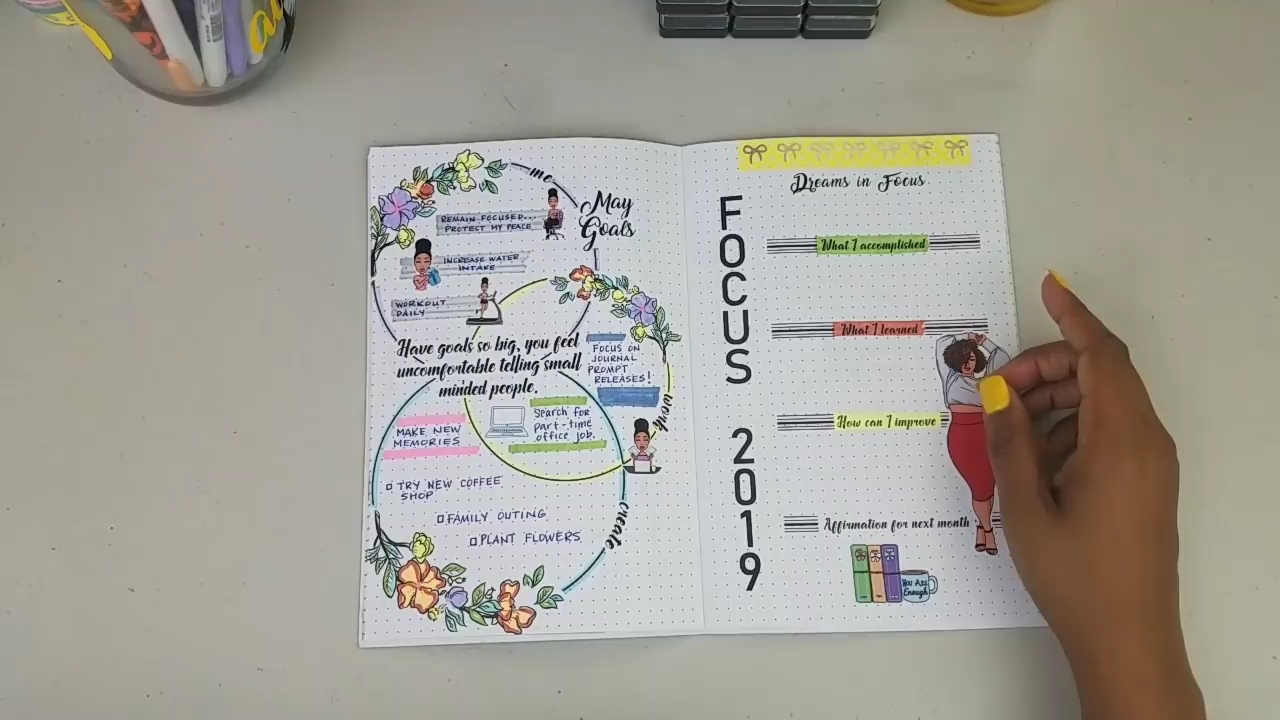 me
May
Goals
REMAIN FOCUSED...
PROTECT MY PEACE
INCREASE WATER
INTAKE
WORKOUT
DAILY
Have goals so big, you feel
uncomfortable telling small
minded people.
FOCUS ON
JOURNAL
PROMPT
RELEASES!
work
Search for
part-time
office job.
MAKE NEW
MEMORIES
TRY NEW COFFEE
SHOP
FAMILY OUTING
PLANT FLOWERS
create
Dreams in Focus
FOCUS
2019
What I accomplished
What I learned
How can I improve
Affirmation for next month
You Are
Enough